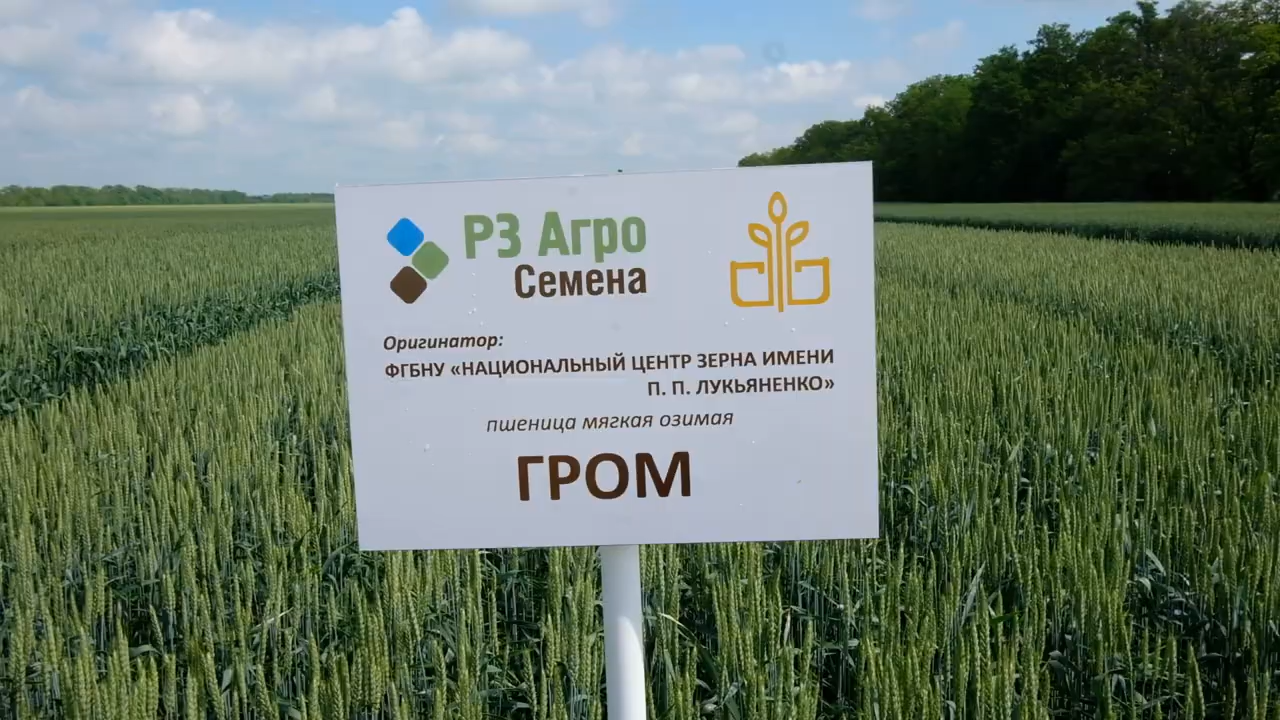 РЗ Агро
Семена
Оригинатор:
ФГБНУ «НАЦИОНАЛЬНЫЙ ЦЕНТР ЗЕРНА ИМЕНИ
П. П. ЛУКЬЯНЕНКО»
пшеница мягкая озимая
ГРОМ